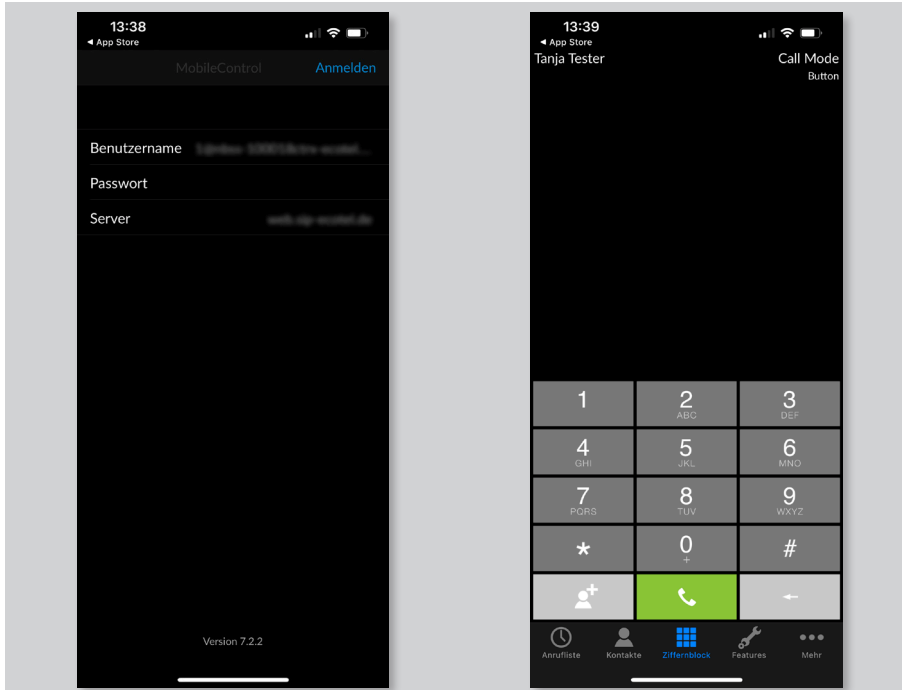 13:38
◄ App Store
MobileControl Anmelden
Benutzername
Passwort
Server
Version 7.2.2
13:39
◄ App Store
Tanja Tester Call Mode
Button
1 2 3
ABC DEF
4 5 6
GHI JKL MNO
7 8 9
PQRS TUV WXYZ
* 0 #
+
Anrufliste Kontakte Ziffernblock Features Mehr